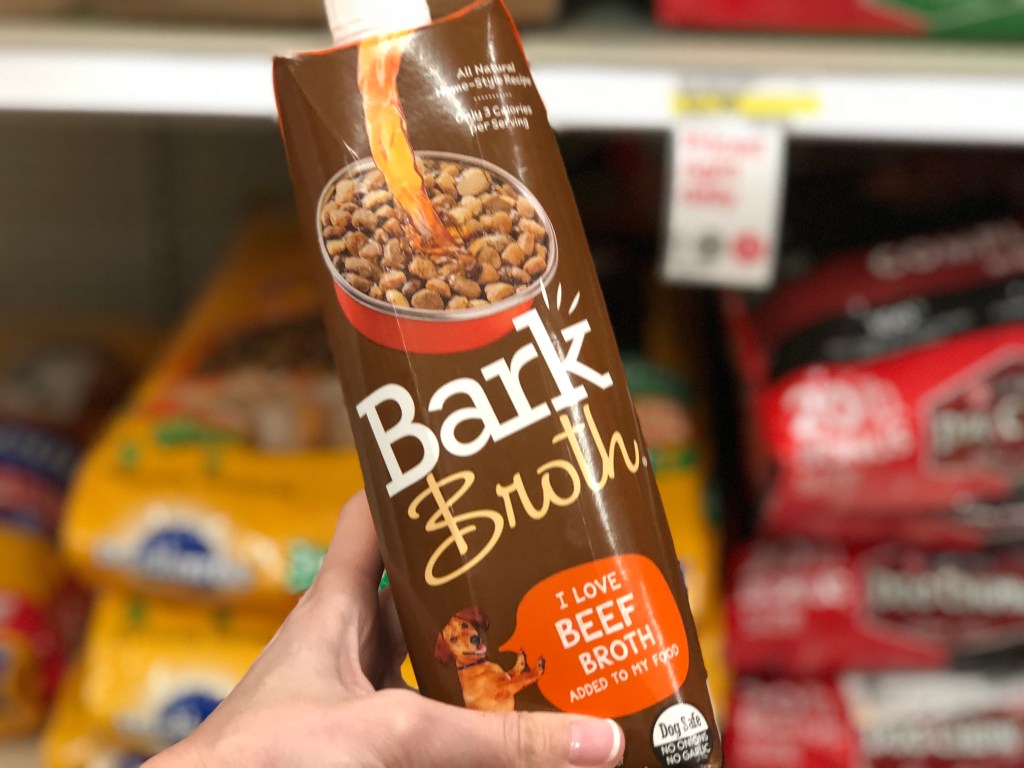 All Natural
Home-Style Recipe
Only 3 Calories
per Serving
Bark
Broth.
I LOVE
BEEF
BROTH
ADDED TO MY FOOD
Dog Safe
NO ONIONS
NO GARLIC
20%